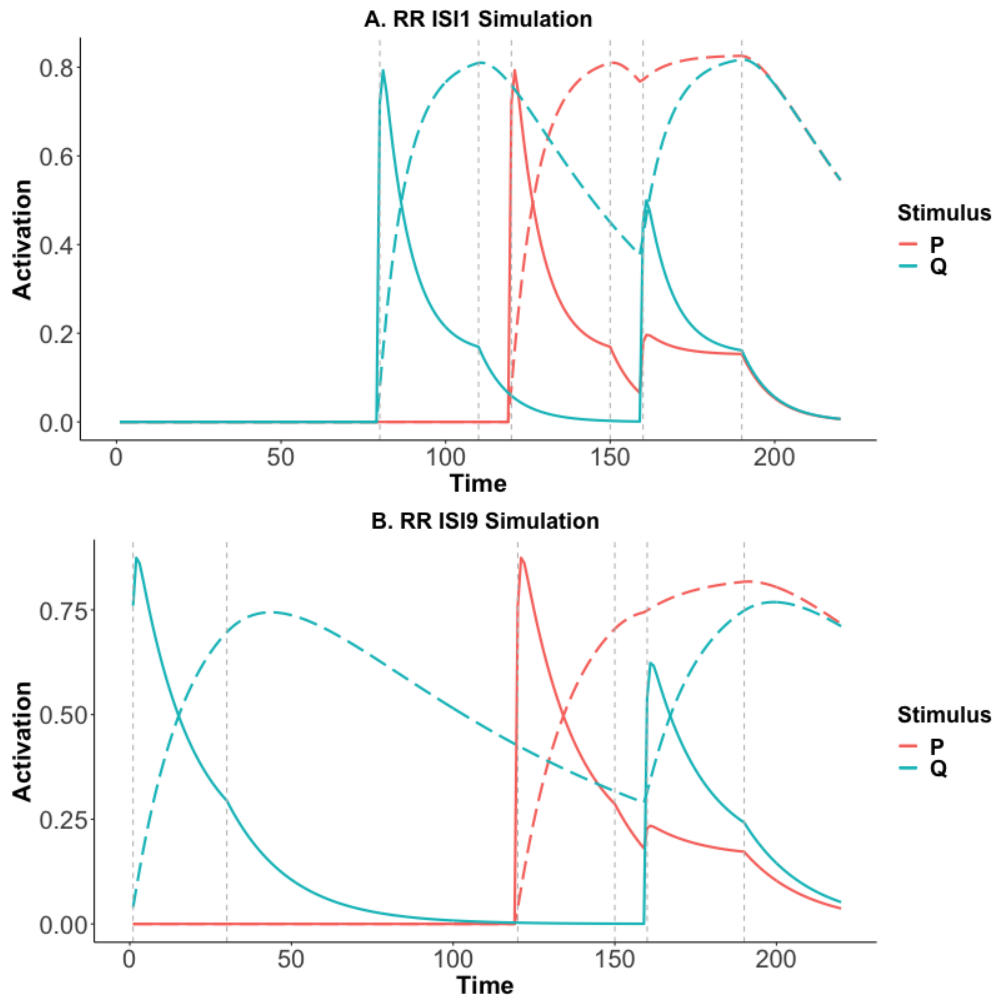 A. RR ISI1 Simulation
0.8
0.6
0.4
0.2
0.0
Activation
0 50 100 150 200
Time
Stimulus
P
Q
B. RR ISI9 Simulation
0.75
0.50
0.25
0.00
Activation
0 50 100 150 200
Time
Stimulus
P
Q